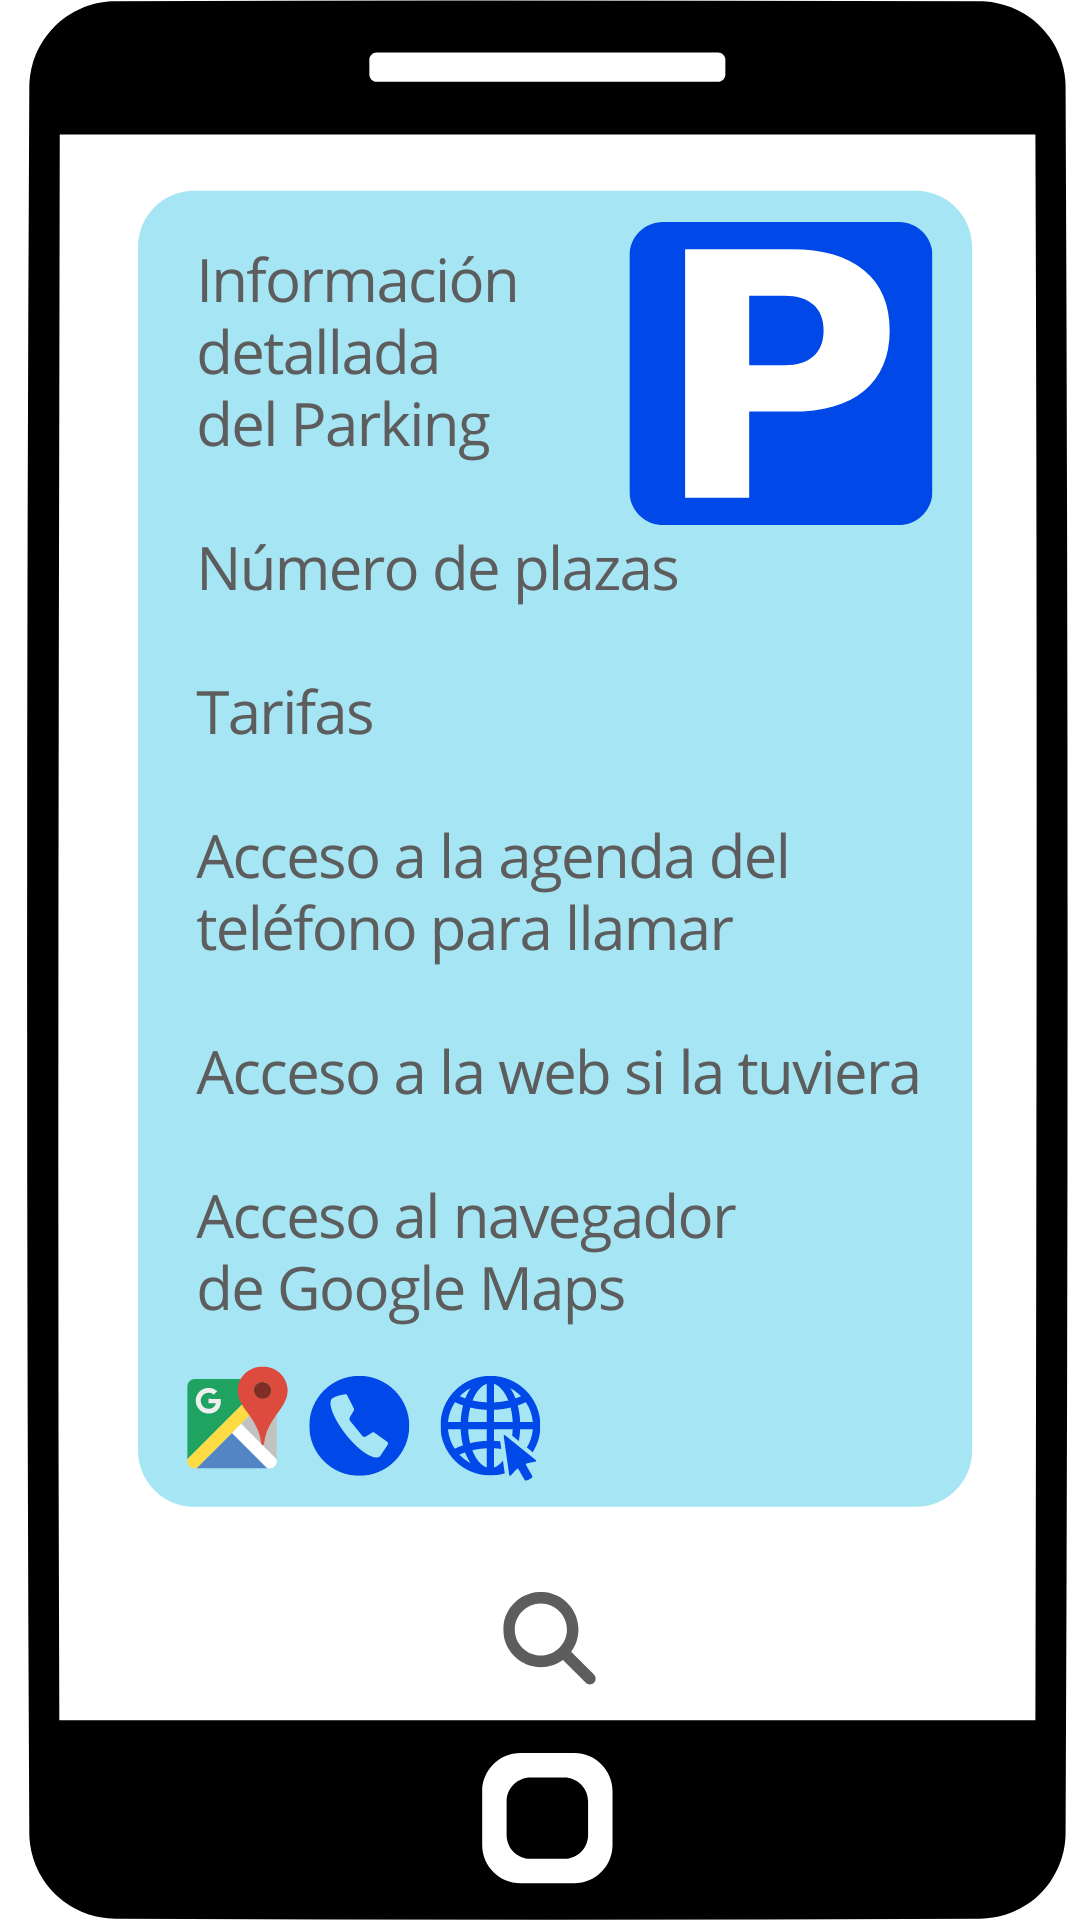 Información
detallada
del Parking
P
Número de plazas
Tarifas
Acceso a la agenda del
teléfono para llamar
Acceso a la web si la tuviera
Acceso al navegador
de Google Maps
G